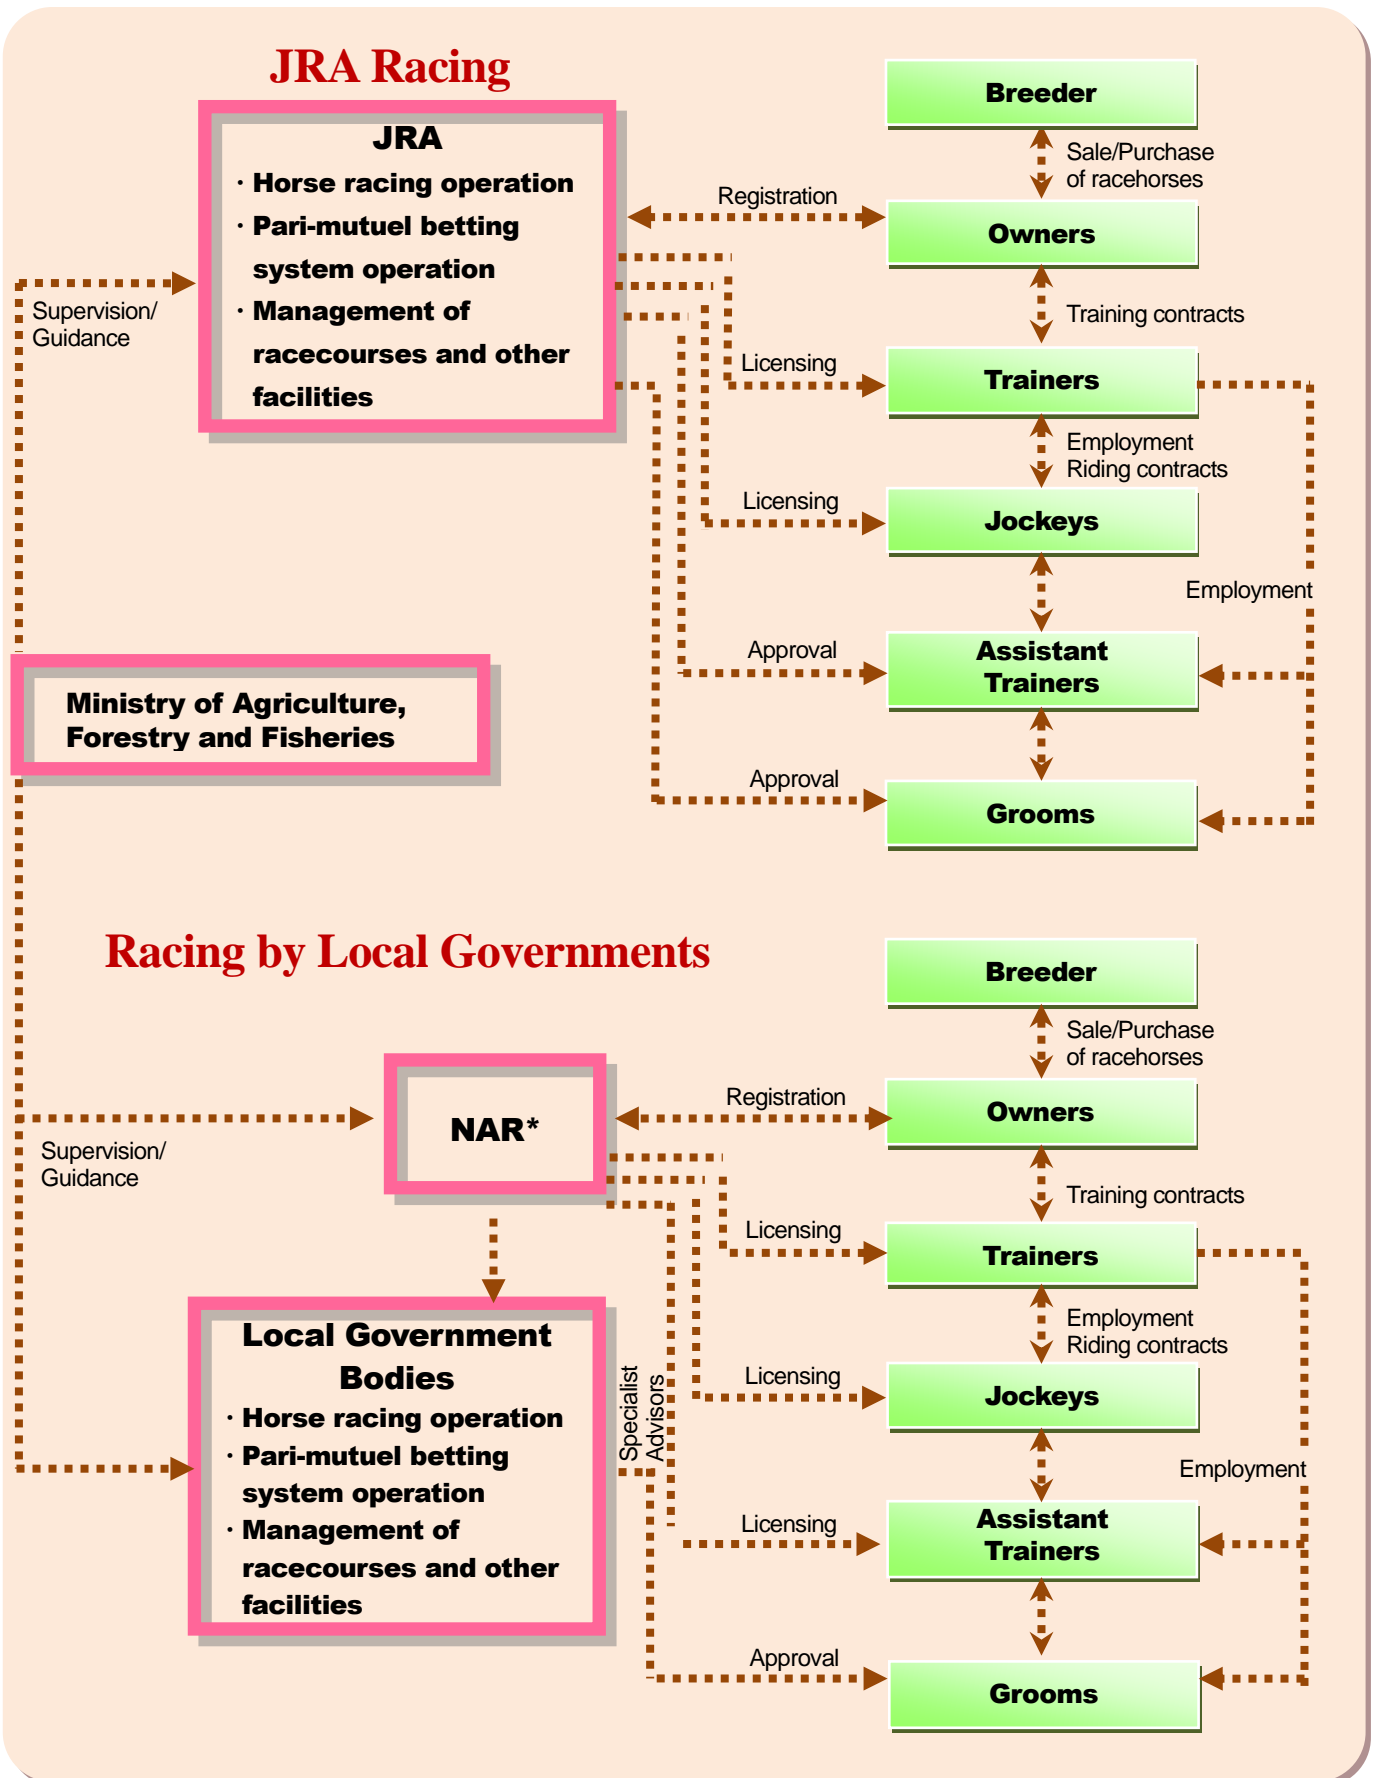 JRA Racing
JRA
· Horse racing operation
· Pari-mutuel betting
system operation
· Management of
racecourses and other
facilities
Supervision/
Guidance
Breeder
Sale/Purchase
of racehorses
Registration
Owners
Training contracts
Licensing
Trainers
Employment
Riding contracts
Licensing
Jockeys
Employment
Approval
Assistant
Trainers
Approval
Grooms
Ministry of Agriculture,
Forestry and Fisheries
Racing by Local Governments
Breeder
Sale/Purchase
of racehorses
Registration
Owners
NAR*
Supervision/
Guidance
Training contracts
Licensing
Trainers
Employment
Riding contracts
Local Government
Bodies
· Horse racing operation
· Pari-mutuel betting
system operation
· Management of
racecourses and other
facilities
Specialist
Advisors
Licensing
Jockeys
Employment
Licensing
Assistant
Trainers
Approval
Grooms